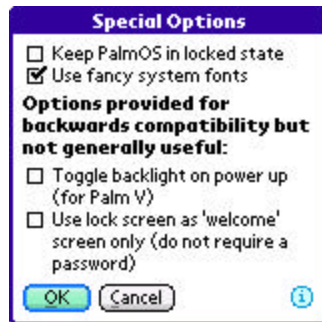 Special Options
Keep PalmOS in locked state
Use fancy system fonts
Options provided for
backwards compatibility but
not generally useful:
Toggle backlight on power up
(for Palm V)
Use lock screen as 'welcome'
screen only (do not require a
password)
OK Cancel i